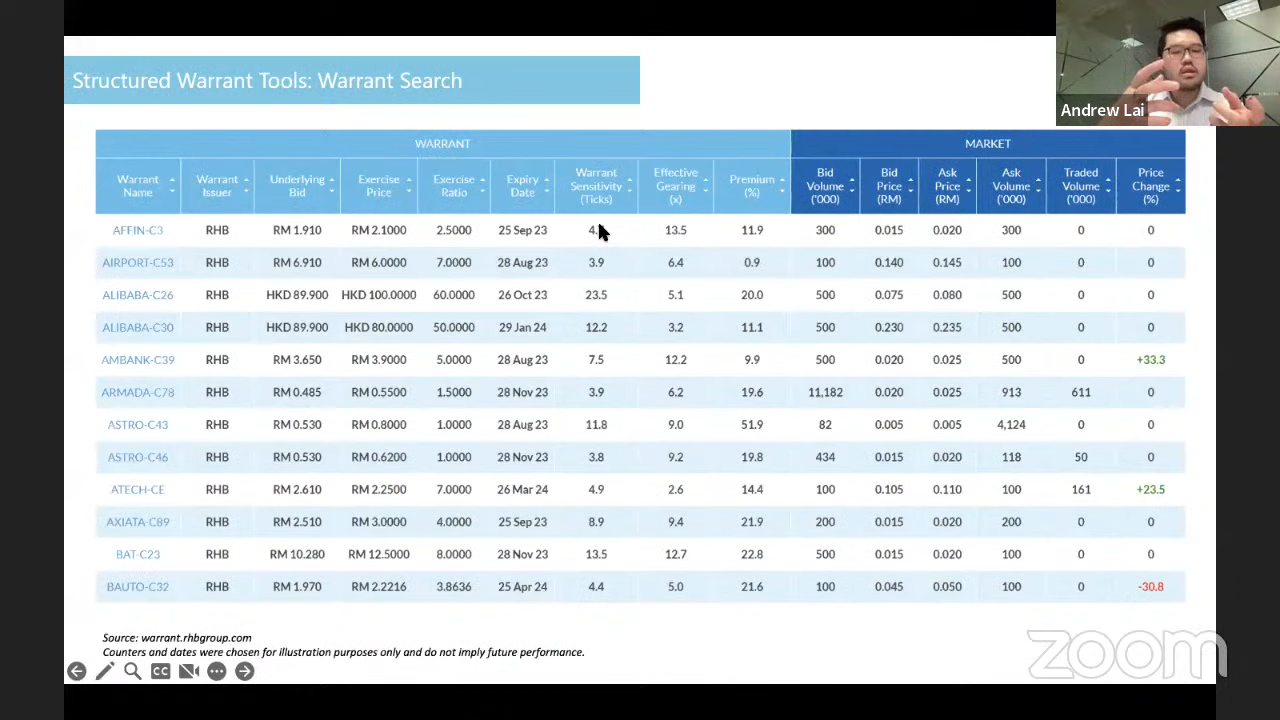 Structured Warrant Tools: Warrant Search
Andrew Lai
WARRANT MARKET
Warrant Name Warrant Issuer Underlying Bid Exercise Price Exercise Ratio Expiry Date Warrant Sensitivity (Ticks) Effective Gearing (x) Premium (%) Bid Volume ('000) Bid Price (RM) Ask Price (RM) Ask Volume ('000) Traded Volume ('000) Price Change (%)
AFFIN-C3 RHB RM 1.910 RM 2.1000 2.5000 25 Sep 23 13.5 11.9 300 0.015 0.020 300 0 0
AIRPORT-C53 RHB RM 6.910 RM 6.0000 7.0000 28 Aug 23 3.9 6.4 0.9 100 0.140 0.145 100 0 0
ALIBABA-C26 RHB HKD 89.900 HKD 100.0000 60.0000 26 Oct 23 23.5 5.1 20.0 500 0.075 0.080 500 0 0
ALIBABA-C30 RHB HKD 89.900 HKD 80.0000 50.0000 29 Jan 24 12.2 3.2 11.1 500 0.230 0.235 500 0 0
AMBANK-C39 RHB RM 3.650 RM 3.9000 5.0000 28 Aug 23 7.5 12.2 9.9 500 0.020 0.025 500 0 +33.3
ARMADA-C78 RHB RM 0.485 RM 0.5500 1.5000 28 Nov 23 3.9 6.2 19.6 11,182 0.020 0.025 913 611 0
ASTRO-C43 RHB RM 0.530 RM 0.8000 1.0000 28 Aug 23 11.8 9.0 51.9 82 0.005 0.005 4,124 0 0
ASTRO-C46 RHB RM 0.530 RM 0.6200 1.0000 28 Nov 23 3.8 9.2 19.8 434 0.015 0.020 118 50 0
ATECH-CE RHB RM 2.610 RM 2.2500 7.0000 26 Mar 24 4.9 2.6 14.4 100 0.105 0.110 100 161 +23.5
AXIATA-C89 RHB RM 2.510 RM 3.0000 4.0000 25 Sep 23 8.9 9.4 21.9 200 0.015 0.020 200 0 0
BAT-C23 RHB RM 10.280 RM 12.5000 8.0000 28 Nov 23 13.5 12.7 22.8 500 0.015 0.020 100 0 0
BAUTO-C32 RHB RM 1.970 RM 2.2216 3.8636 25 Apr 24 4.4 5.0 21.6 100 0.045 0.050 100 0 -30.8
Source: warrant.rhbgroup.com
Counters and dates were chosen for illustration purposes only and do not imply future performance.
CC
zoom